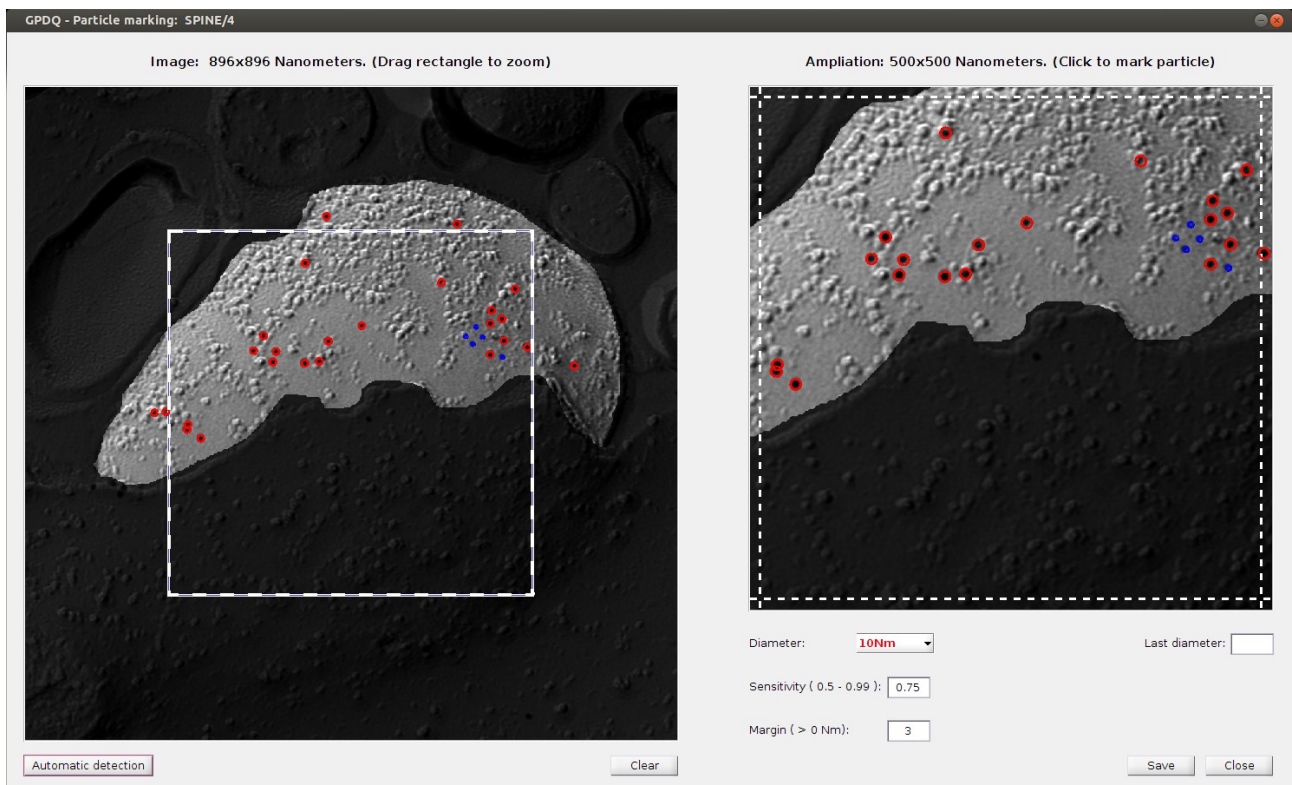 GPDQ - Particle marking: SPINE/4
Image: 896x896 Nanometers. (Drag rectangle to zoom)
Ampliation: 500x500 Nanometers. (Click to mark particle)
Diameter: 10Nm Last diameter:
Sensitivity ( 0.5 - 0.99 ): 0.75
Margin ( > 0 Nm): 3
Automatic detection Clear Save Close